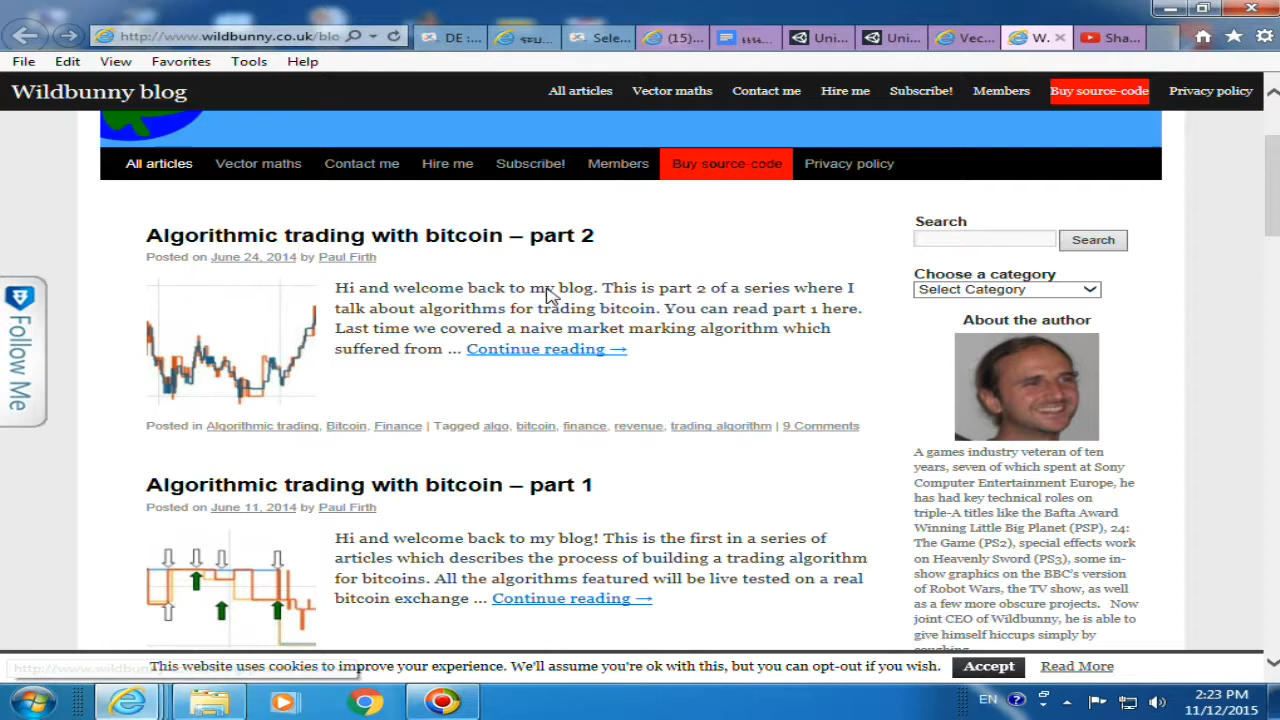 http://www.wildbunny.co.uk/blo
DE :...
ระบ...
Sele...
(15)...
Uni...
Uni...
Vec...
W.
Sha...
File Edit View Favorites Tools Help
Wildbunny blog
All articles Vector maths Contact me Hire me Subscribe! Members Buy source-code Privacy policy
All articles Vector maths Contact me Hire me Subscribe! Members Buy source-code Privacy policy
Follow Me
Algorithmic trading with bitcoin – part 2
Posted on June 24, 2014 by Paul Firth
Hi and welcome back to my blog. This is part 2 of a series where I
talk about algorithms for trading bitcoin. You can read part 1 here.
Last time we covered a naive market marking algorithm which
suffered from ... Continue reading →
Posted in Algorithmic trading, Bitcoin, Finance | Tagged algo, bitcoin, finance, revenue, trading algorithm | 9 Comments
Algorithmic trading with bitcoin – part 1
Posted on June 11, 2014 by Paul Firth
Hi and welcome back to my blog! This is the first in a series of
articles which describes the process of building a trading algorithm
for bitcoins. All the algorithms featured will be live tested on a real
bitcoin exchange ... Continue reading →
Search
Search
Choose a category
Select Category
About the author
A games industry veteran of ten
years, seven of which spent at Sony
Computer Entertainment Europe, he
has had key technical roles on
triple-A titles like the Bafta Award
Winning Little Big Planet (PSP), 24:
The Game (PS2), special effects work
on Heavenly Sword (PS3), some in-
show graphics on the BBC's version
of Robot Wars, the TV show, as well
as a few more obscure projects. Now
joint CEO of Wildbunny, he is able to
give himself hiccups simply by
coughing.
This website uses cookies to improve your experience. We'll assume you're ok with this, but you can opt-out if you wish. Accept Read More
EN
2:23 PM
11/12/2015